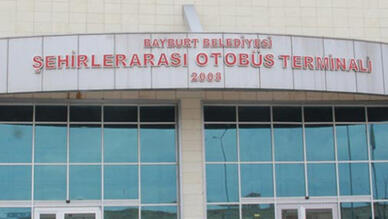 BAYBURT BELEDİYESİ
ŞEHİRLERARASI OTOBÜS TERMİNALİ
2008